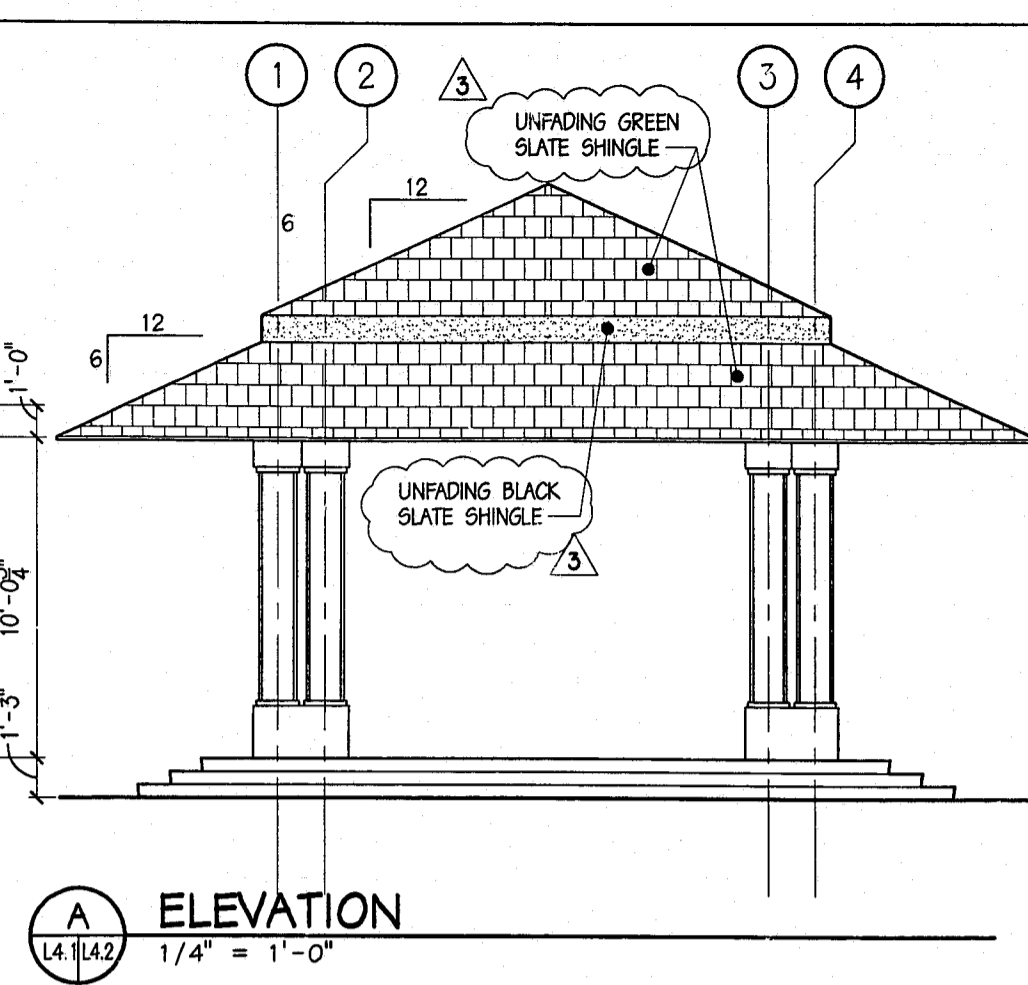 1 2 3 4
3
UNFADING GREEN
SLATE SHINGLE
12
6
12
6
1'-0"
UNFADING BLACK
SLATE SHINGLE
3
10'-0¾"
1'-3"
A
L4.1 L4.2
ELEVATION
1/4" = 1'-0"